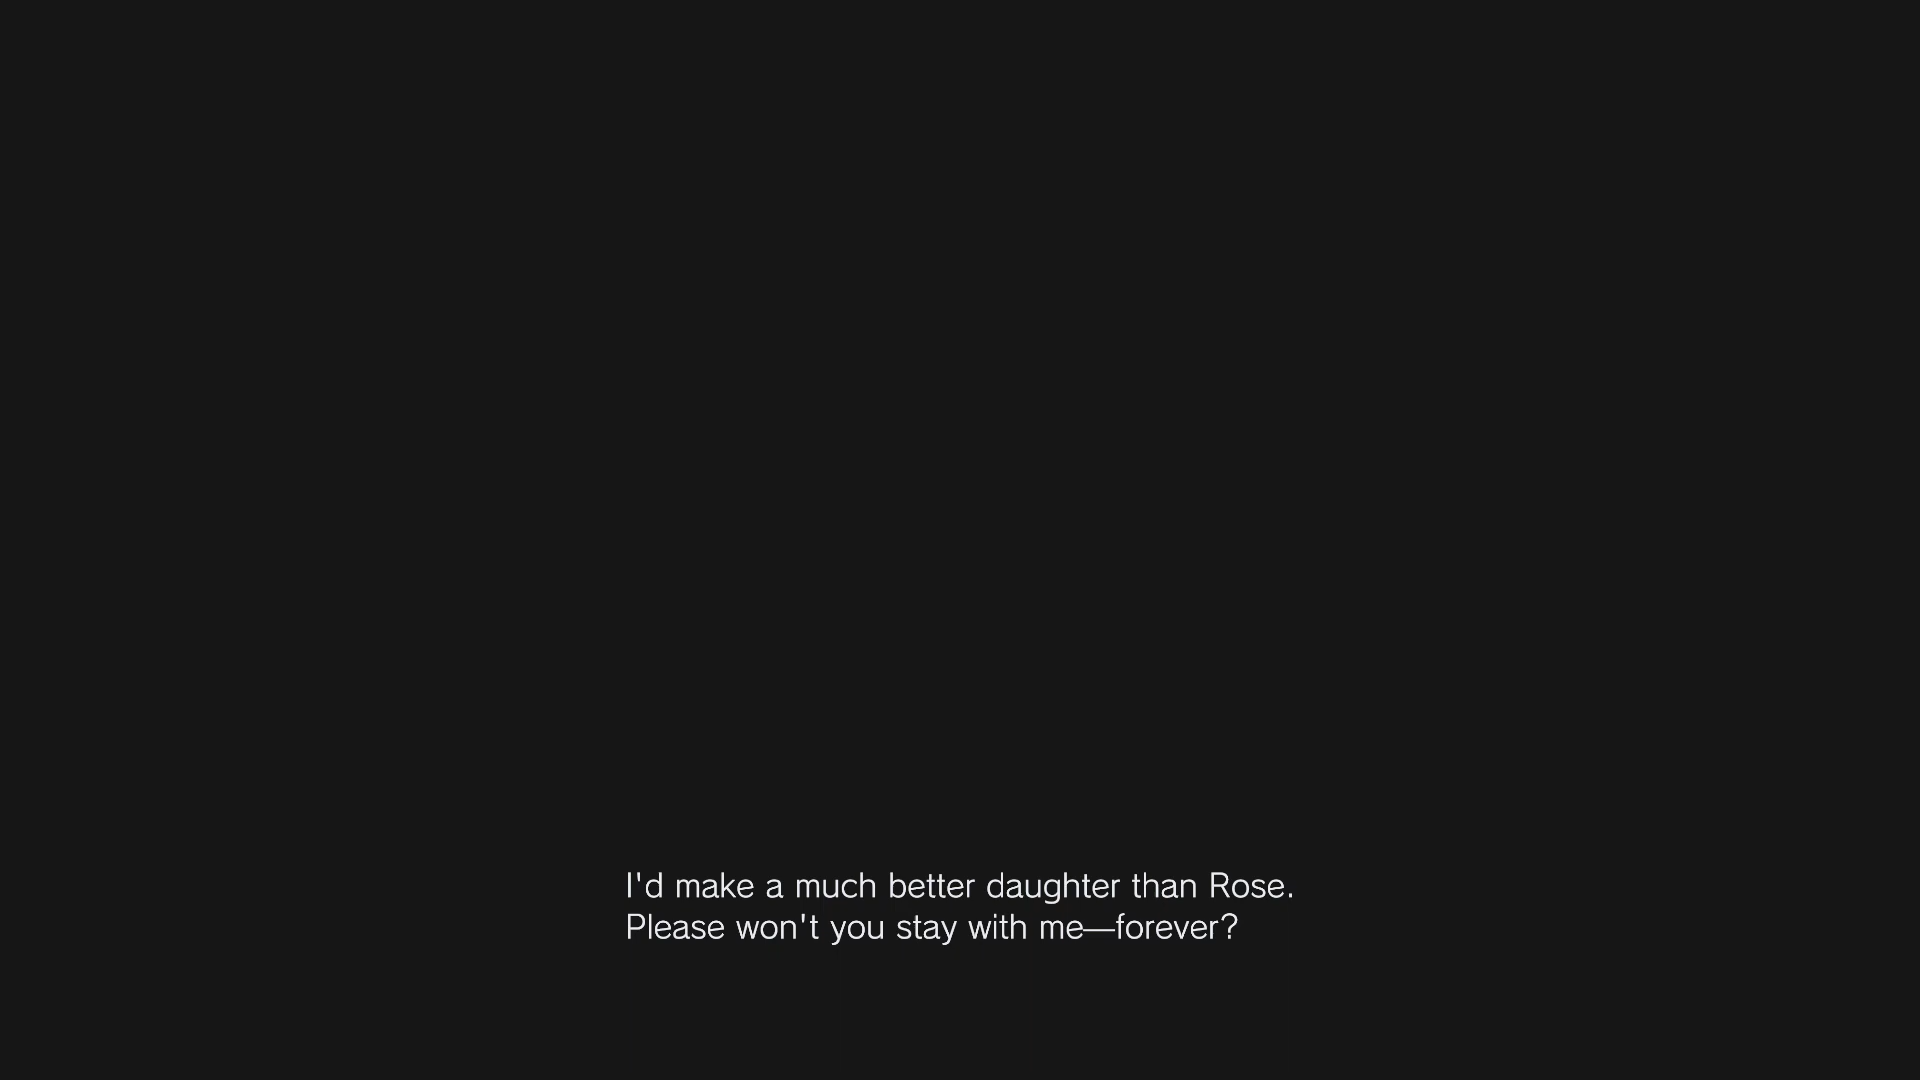 I'd make a much better daughter than Rose.
Please won't you stay with me—forever?